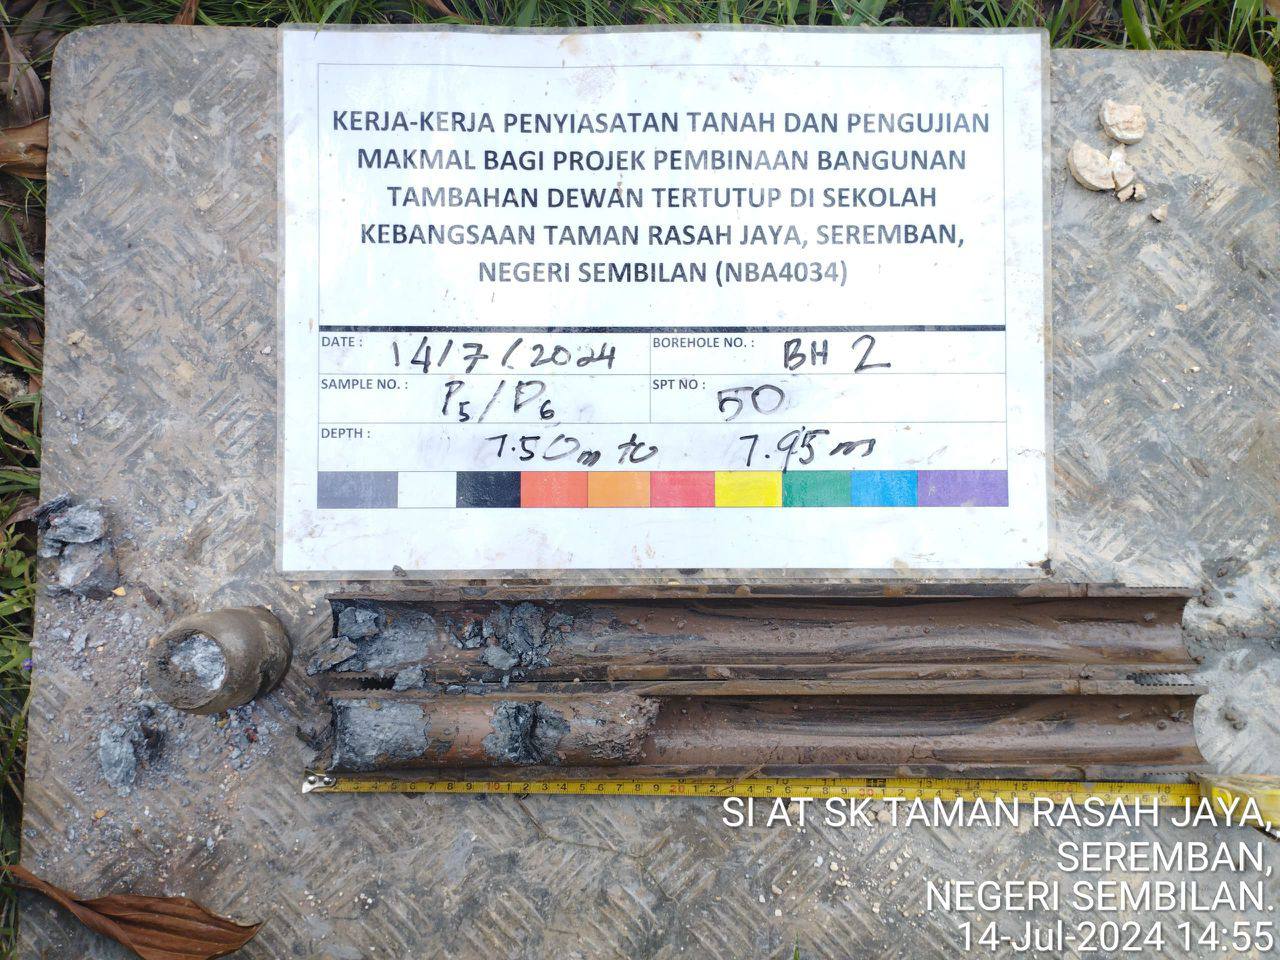 KERJA-KERJA PENYIASATAN TANAH DAN PENGUJIAN
MAKMAL BAGI PROJEK PEMBINAAN BANGUNAN
TAMBAHAN DEWAN TERTUTUP DI SEKOLAH
KEBANGSAAN TAMAN RASAH JAYA, SEREMBAN,
NEGERI SEMBILAN (NBA4034)
DATE : 14/7/2024 BOREHOLE NO. : BH 2
SAMPLE NO. : P5/D6 SPT NO : 50
DEPTH : 7.50m to 7.95m
SI AT SK TAMAN RASAH JAYA,
SEREMBAN,
NEGERI SEMBILAN.
14-Jul-2024 14:55